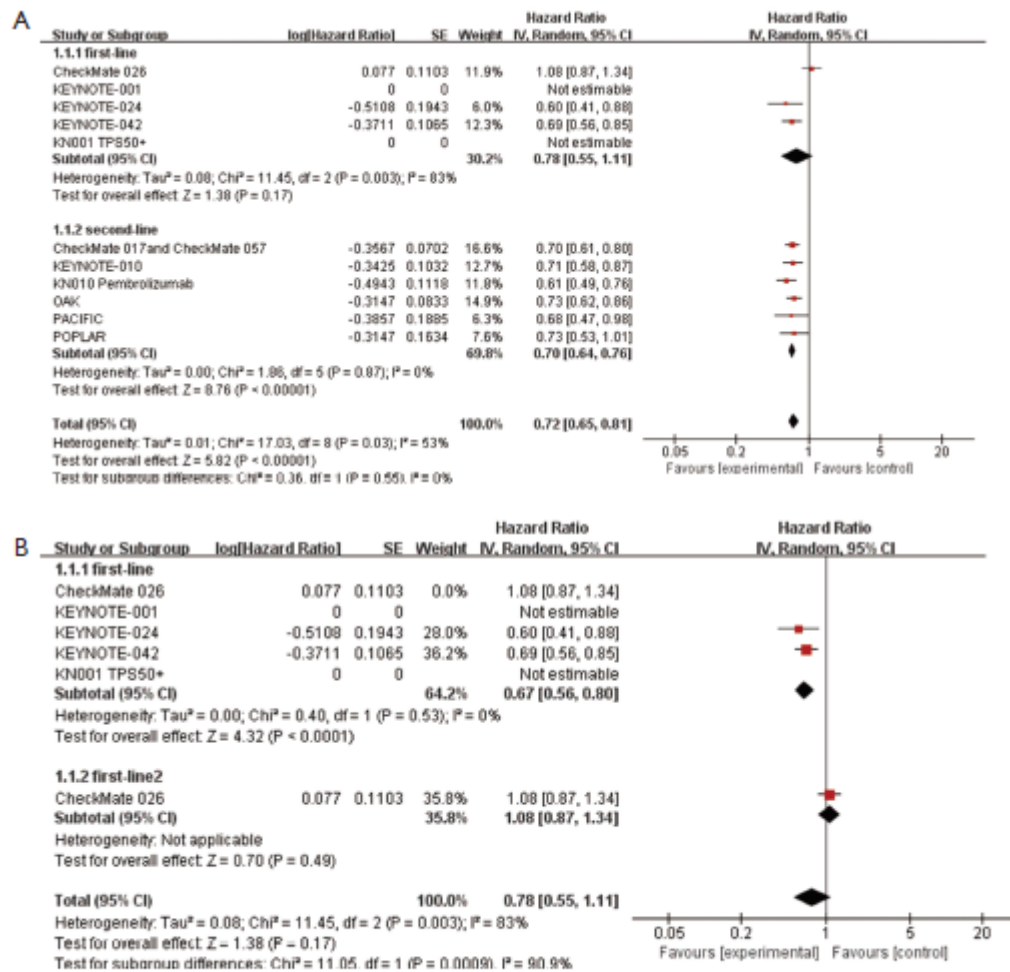 A
Hazard Ratio Hazard Ratio
Study or Subgroup log[Hazard Ratio] SE Weight IV, Random, 95% CI IV, Random, 95% CI
1.1.1 first-line
CheckMate 026 0.077 0.1103 11.9% 1.08 [0.87, 1.34]
KEYNOTE-001 0 0 Not estimable
KEYNOTE-024 -0.5108 0.1943 6.0% 0.60 [0.41, 0.88]
KEYNOTE-042 -0.3711 0.1065 12.3% 0.69 [0.56, 0.85]
KN001 TPS50+ 0 0 Not estimable
Subtotal (95% CI) 30.2% 0.78 [0.55, 1.11]
Heterogeneity: Tau² = 0.08; Chi² = 11.45, df = 2 (P = 0.003); I² = 83%
Test for overall effect: Z = 1.38 (P = 0.17)
1.1.2 second-line
CheckMate 017and CheckMate 057 -0.3567 0.0702 16.6% 0.70 [0.61, 0.80]
KEYNOTE-010 -0.3425 0.1032 12.7% 0.71 [0.58, 0.87]
KN010 Pembrolizumab -0.4943 0.1118 11.8% 0.61 [0.49, 0.76]
OAK -0.3147 0.0833 14.9% 0.73 [0.62, 0.86]
PACIFIC -0.3857 0.1885 6.3% 0.68 [0.47, 0.98]
POPLAR -0.3147 0.1634 7.6% 0.73 [0.53, 1.01]
Subtotal (95% CI) 69.8% 0.70 [0.64, 0.76]
Heterogeneity: Tau² = 0.00; Chi² = 1.86, df = 5 (P = 0.87); I² = 0%
Test for overall effect: Z = 8.76 (P < 0.00001)
Total (95% CI) 100.0% 0.72 [0.65, 0.81]
Heterogeneity: Tau² = 0.01; Chi² = 17.03, df = 8 (P = 0.03); I² = 53%
Test for overall effect: Z = 5.82 (P < 0.00001)
Test for subgroup differences: Chi² = 0.36, df = 1 (P = 0.55), I² = 0%
0.05 0.2 1 5 20
Favours [experimental] Favours [control]
B
Hazard Ratio Hazard Ratio
Study or Subgroup log[Hazard Ratio] SE Weight IV, Random, 95% CI IV, Random, 95% CI
1.1.1 first-line
CheckMate 026 0.077 0.1103 0.0% 1.08 [0.87, 1.34]
KEYNOTE-001 0 0 Not estimable
KEYNOTE-024 -0.5108 0.1943 28.0% 0.60 [0.41, 0.88]
KEYNOTE-042 -0.3711 0.1065 36.2% 0.69 [0.56, 0.85]
KN001 TPS50+ 0 0 Not estimable
Subtotal (95% CI) 64.2% 0.67 [0.56, 0.80]
Heterogeneity: Tau² = 0.00; Chi² = 0.40, df = 1 (P = 0.53); I² = 0%
Test for overall effect: Z = 4.32 (P < 0.0001)
1.1.2 first-line2
CheckMate 026 0.077 0.1103 35.8% 1.08 [0.87, 1.34]
Subtotal (95% CI) 35.8% 1.08 [0.87, 1.34]
Heterogeneity: Not applicable
Test for overall effect: Z = 0.70 (P = 0.49)
Total (95% CI) 100.0% 0.78 [0.55, 1.11]
Heterogeneity: Tau² = 0.08; Chi² = 11.45, df = 2 (P = 0.003); I² = 83%
Test for overall effect: Z = 1.38 (P = 0.17)
Test for subgroup differences: Chi² = 11.05, df = 1 (P = 0.0009), I² = 90.9%
0.05 0.2 1 5 20
Favours [experimental] Favours [control]